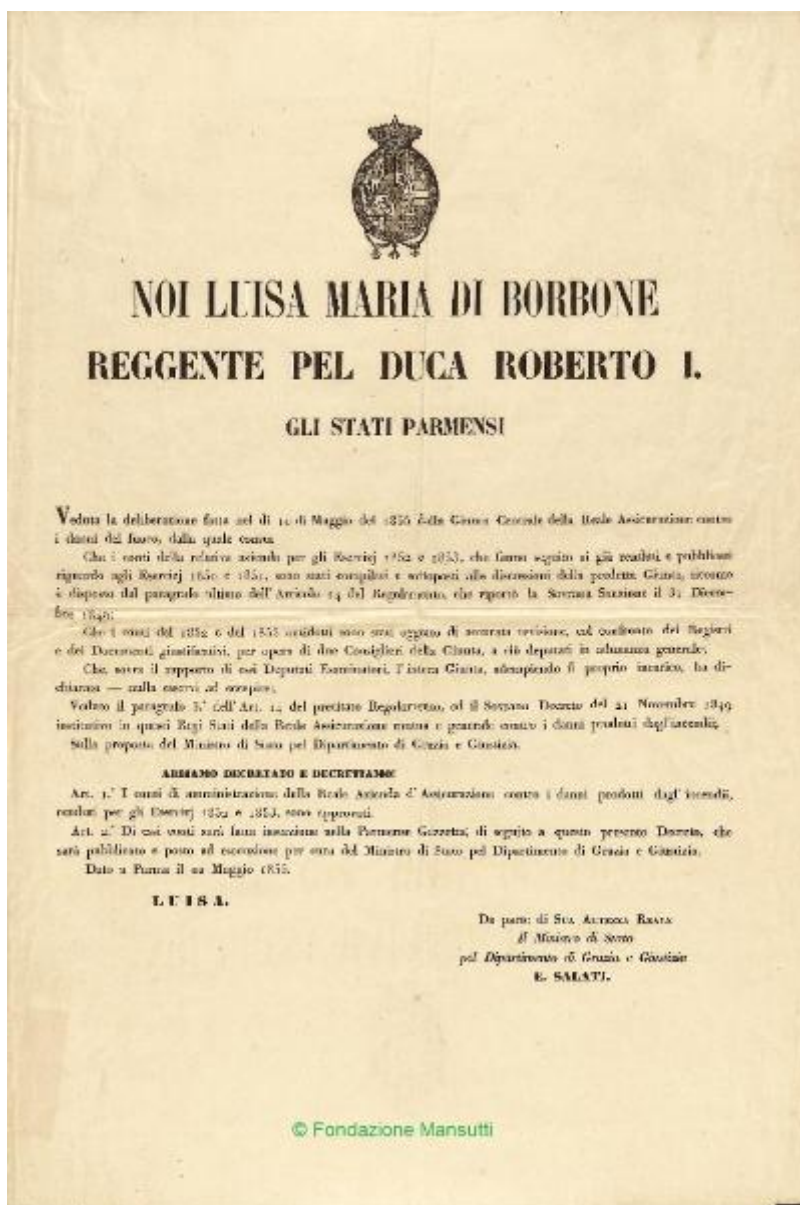 NOI LUISA MARIA DI BORBONE
REGGENTE PEL DUCA ROBERTO I.
GLI STATI PARMENSI
Veduta la deliberazione fatta nel dì di Maggio del 1855 dalla Giunta Centrale della Reale Assicurazione contro
i danni del fuoco, dalla quale consta:
Che i conti della relativa azienda per gli Esercizj 1852 e 1853, che fanno seguito ai già renduti e pubblicati
riguardo agli Esercizj 1850 e 1851, sono stati compilati e sottoposti alle discussioni della predetta Giunta, secondo
è disposto dal paragrafo ultimo dell'Articolo 14 del Regolamento, che riportò la Sovrana Sanzione il 31 Dicem-
bre 1849;
Che i conti del 1852 e del 1853 anzidetti sono stati oggetto di accurata revisione, col confronto dei Registri
e dei Documenti giustificativi, per opera di due Consiglieri della Giunta, a ciò deputati in adunanza generale;
Che, sovra il rapporto di essi Deputati Esaminatori, l'intera Giunta, adempiendo il proprio incarico, ha di-
chiarato — nulla esservi ad eccepire;
Veduto il paragrafo 3.° dell'Art. 14 del precitato Regolamento, ed il Sovrano Decreto del 21 Novembre 1849
institutivo in questi Regj Stati della Reale Assicurazione mutua e generale contro i danni prodotti dagl'incendii;
Sulla proposta del Ministro di Stato pel Dipartimento di Grazia e Giustizia.
ABBIAMO DECRETATO E DECRETIAMO:
Art. 1.° I conti di amministrazione della Reale Azienda d'Assicurazione contro i danni prodotti dagl'incendii,
renduti per gli Esercizj 1852 e 1853, sono approvati.
Art. 2.° Di essi conti sarà fatta inserzione nella Parmense Gazzetta, di seguito a questo presente Decreto, che
sarà pubblicato e posto ad esecuzione per cura del Ministro di Stato pel Dipartimento di Grazia e Giustizia.
Dato a Parma il 22 Maggio 1855.
LUISA.
Da parte di SUA ALTEZZA REALE
Il Ministro di Stato
pel Dipartimento di Grazia e Giustizia
E. SALATI.
© Fondazione Mansutti